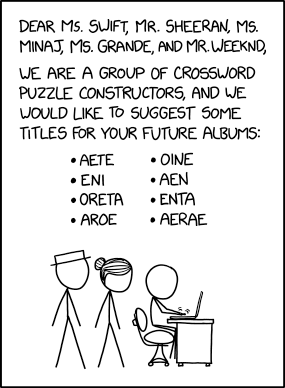 DEAR MS. SWIFT, MR. SHEERAN, MS.
MINAJ, MS. GRANDE, AND MR. WEEKND,
WE ARE A GROUP OF CROSSWORD
PUZZLE CONSTRUCTORS, AND WE
WOULD LIKE TO SUGGEST SOME
TITLES FOR YOUR FUTURE ALBUMS:
• AETE
• ENI
• ORETA
• AROE
• OINE
• AEN
• ENTA
• AERAE